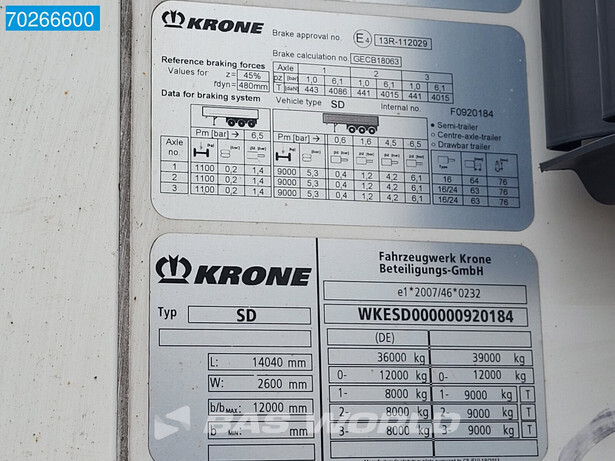 70266600
KRONE
Brake approval no. E4 13R-112029
Brake calculation no. GECB18063
Reference braking forces
Values for z= 45%
rdyn= 480mm
Axle 1 2 3
pz [bar] 1,0 6,1 1,0 6,1 1,0 6,1
T [daN] 443 4086 441 4015 441 4015
Data for braking system
Vehicle type SD Internal no. F0920184
Semi-trailer
Centre-axle-trailer
Drawbar trailer
Axle no. Pm [bar] → 6,5 Pm [bar] → 0,6 1,6 4,5 6,5
1 1100 0,2 1,4 9000 5,3 0,4 1,2 4,2 6,1 16 64 76
2 1100 0,2 1,4 9000 5,3 0,4 1,2 4,2 6,1 16/24 63 76
3 1100 0,2 1,4 9000 5,3 0,4 1,2 4,2 6,1 16/24 63 76
KRONE
Fahrzeugwerk Krone
Beteiligungs-GmbH
e1*2007/46*0232
Typ SD
WKESD000000920184
(DE)
36000 kg 39000 kg
L: 14040 mm
0- 12000 kg 0- 12000 kg
W: 2600 mm
1- 8000 kg 1- 9000 kg T
b/b MAX.: 12000 mm
2- 8000 kg 2- 9000 kg T
b MIN.: mm
3- 8000 kg 3- 9000 kg T
BAS WORLD